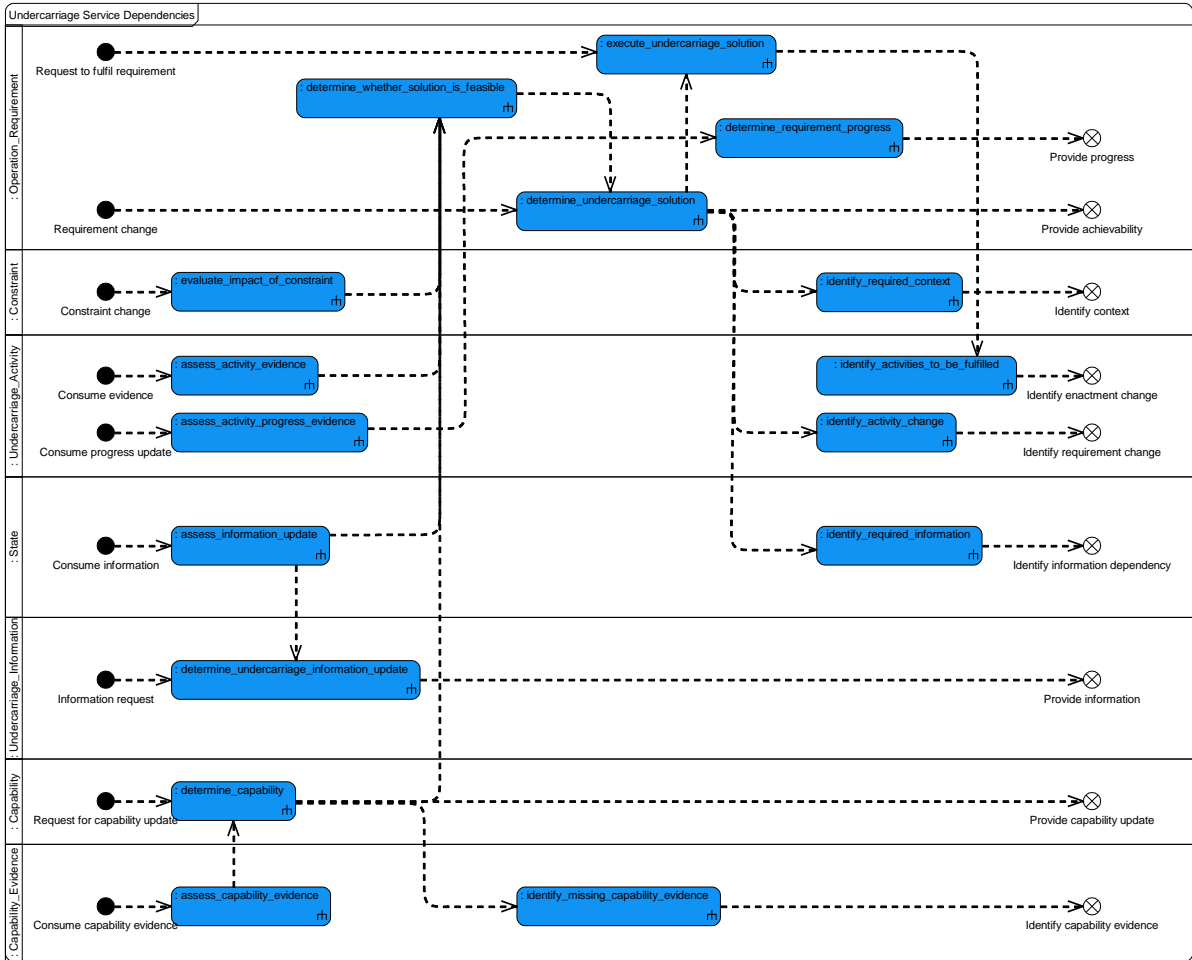 Undercarriage Service Dependencies
: Operation_Requirement
: execute_undercarriage_solution
Request to fulfil requirement
: determine_whether_solution_is_feasible
: determine_requirement_progress
Provide progress
: determine_undercarriage_solution
Requirement change
Provide achievability
: Constraint
: evaluate_impact_of_constraint
: identify_required_context
Constraint change
Identify context
: Undercarriage_Activity
: assess_activity_evidence
: identify_activities_to_be_fulfilled
Consume evidence
Identify enactment change
: assess_activity_progress_evidence
: identify_activity_change
Consume progress update
Identify requirement change
: State
: assess_information_update
: identify_required_information
Consume information
Identify information dependency
: Undercarriage_Information
: determine_undercarriage_information_update
Information request
Provide information
: Capability
: determine_capability
Request for capability update
Provide capability update
: Capability_Evidence
: assess_capability_evidence
: identify_missing_capability_evidence
Consume capability evidence
Identify capability evidence